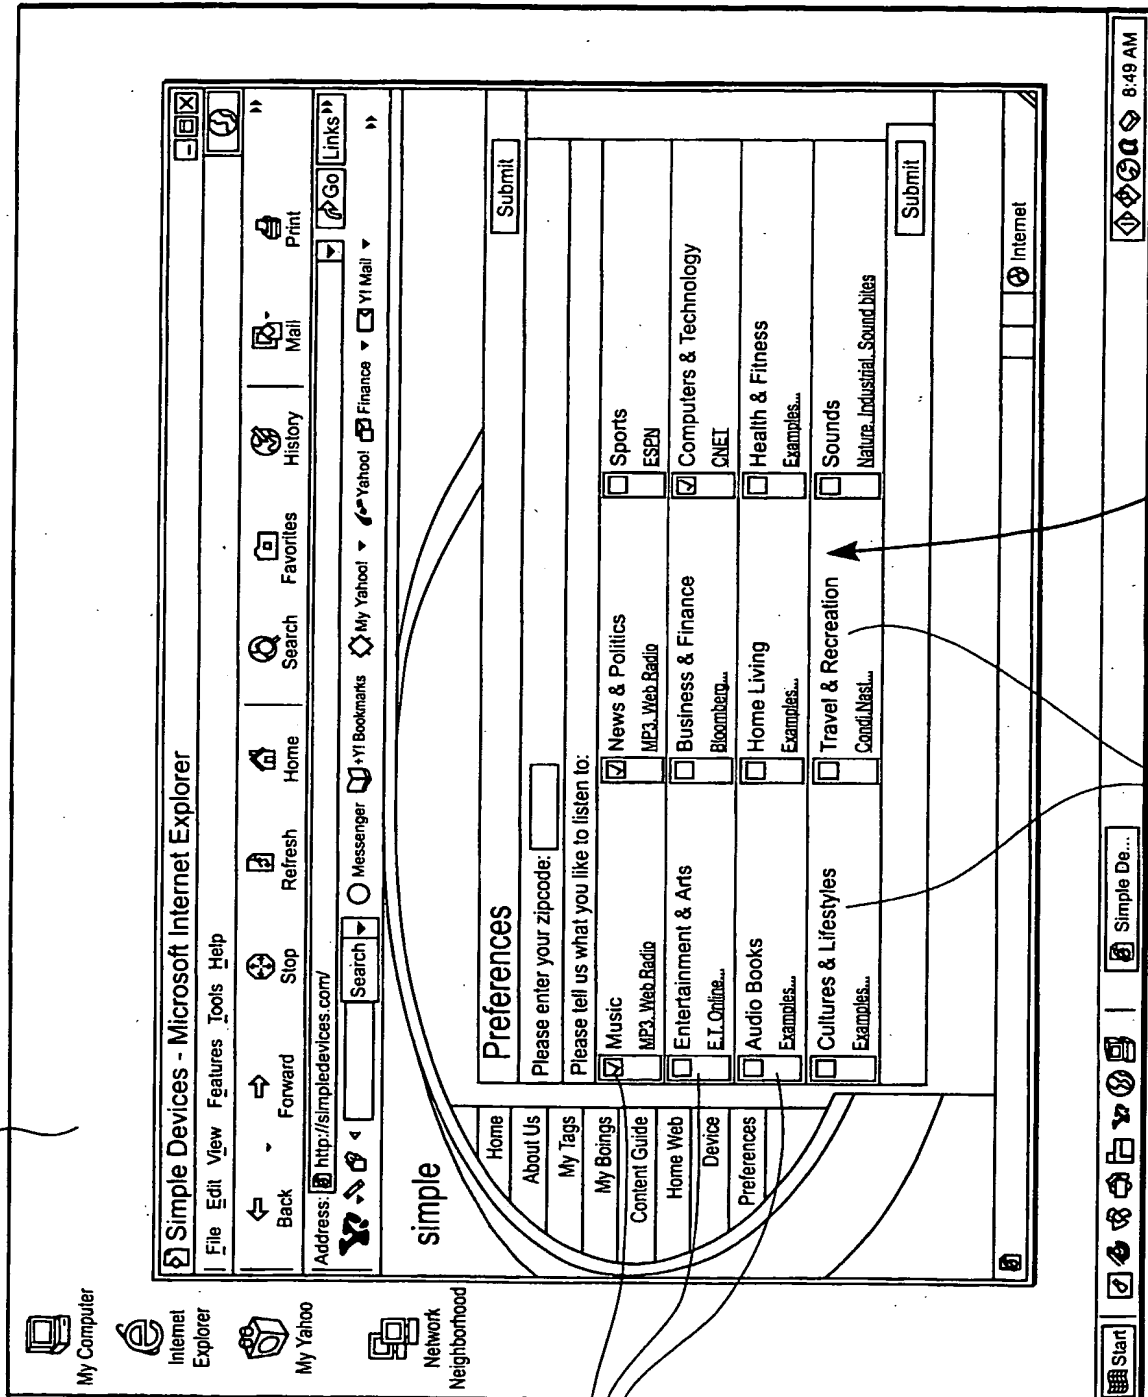 My Computer
Internet
Explorer
My Yahoo
Network
Neighborhood
Simple Devices - Microsoft Internet Explorer
File Edit View Features Tools Help
Back Forward Stop Refresh Home Search Favorites History Mail Print
Address: http://simpledevices.com/ Go Links
Y! Search Messenger +Y! Bookmarks My Yahoo! Yahoo! Finance Y! Mail
simple
Home
About Us
My Tags
My Boings
Content Guide
Home Web
Device
Preferences
Preferences
Submit
Please enter your zipcode:
Please tell us what you like to listen to:
Music News & Politics Sports
MP3, Web Radio MP3, Web Radio ESPN
Entertainment & Arts Business & Finance Computers & Technology
E.T. Online... Bloomberg... CNET
Audio Books Home Living Health & Fitness
Examples... Examples... Examples...
Cultures & Lifestyles Travel & Recreation Sounds
Examples... Condi Nast... Nature, Industrial, Sound bites
Submit
Internet
Start Simple De... 8:49 AM